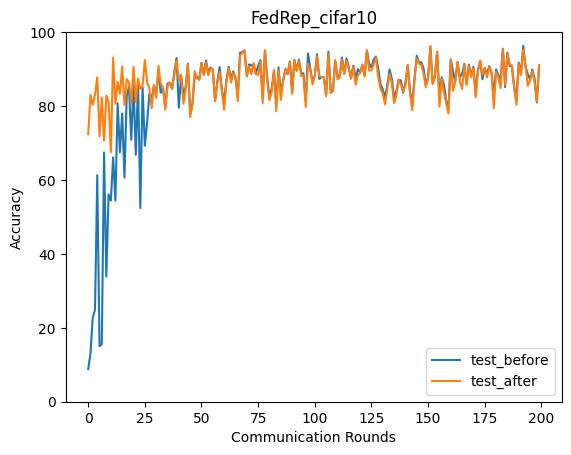 FedRep_cifar10
100
80
60
40
20
0
Accuracy
0 25 50 75 100 125 150 175 200
Communication Rounds
test_before
test_after